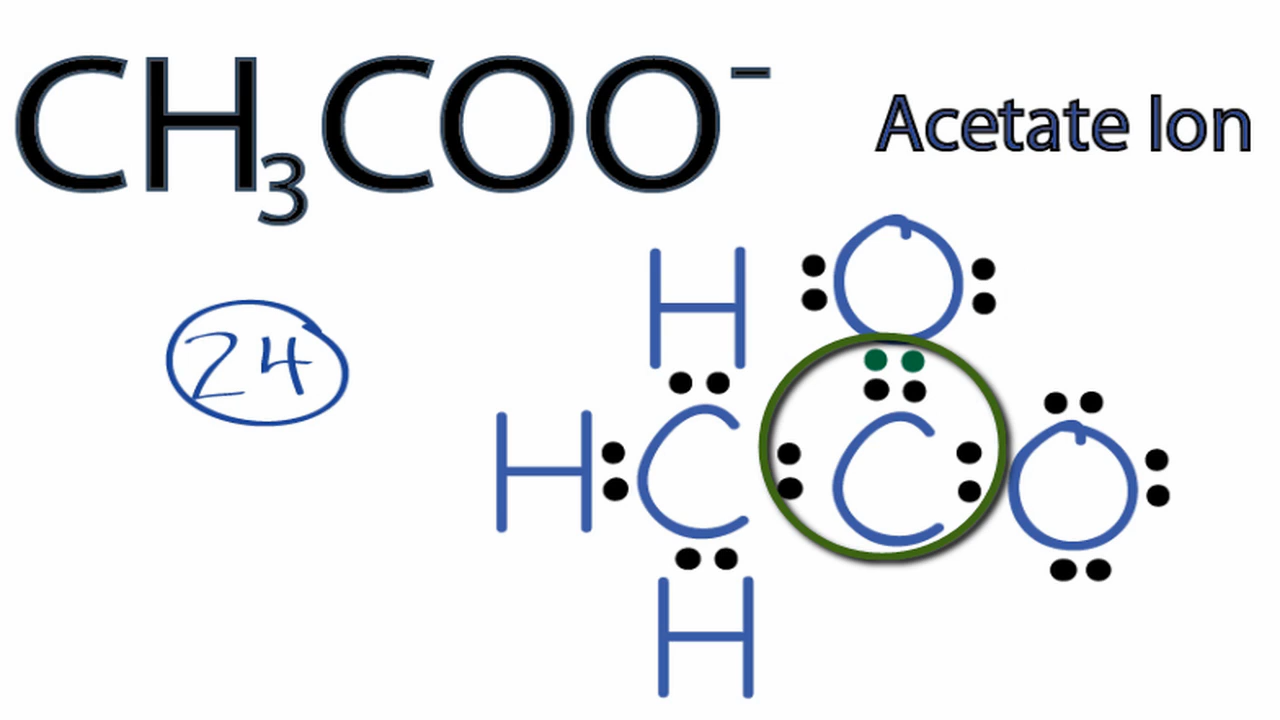 CH₃COO⁻
Acetate Ion
24
H O
H C C O
H